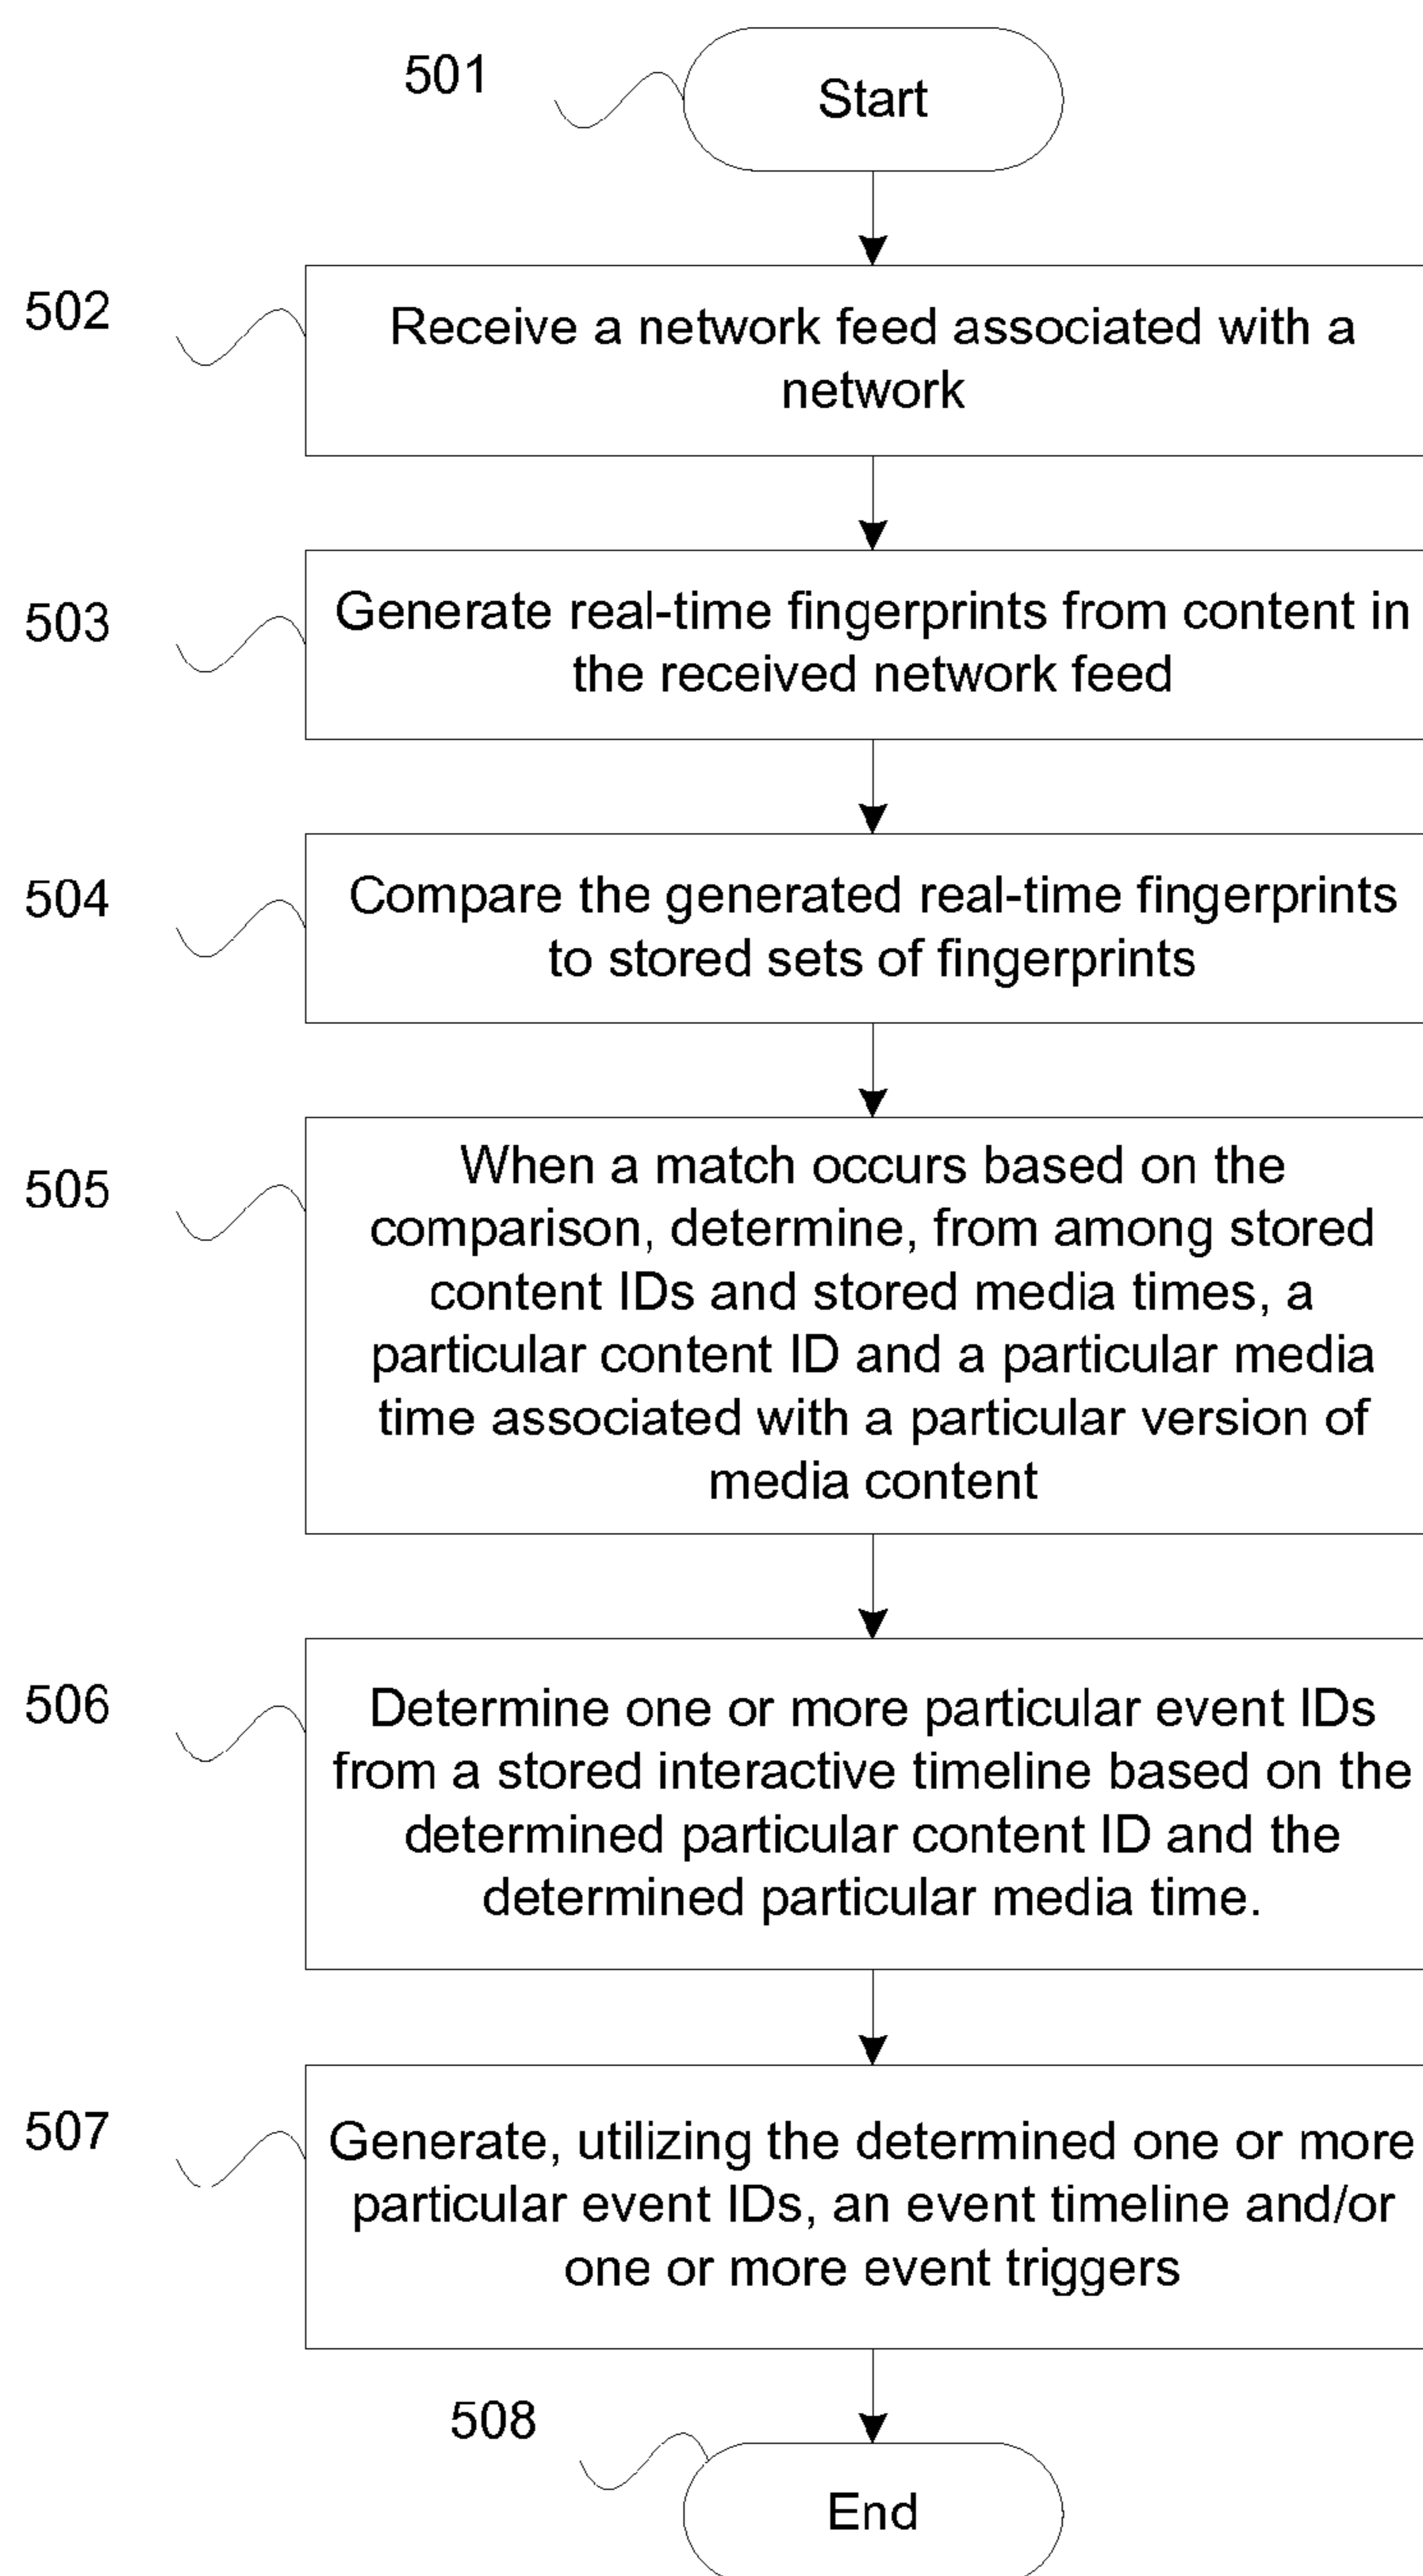 501
Start
502
Receive a network feed associated with a
network
503
Generate real-time fingerprints from content in
the received network feed
504
Compare the generated real-time fingerprints
to stored sets of fingerprints
505
When a match occurs based on the
comparison, determine, from among stored
content IDs and stored media times, a
particular content ID and a particular media
time associated with a particular version of
media content
506
Determine one or more particular event IDs
from a stored interactive timeline based on the
determined particular content ID and the
determined particular media time.
507
Generate, utilizing the determined one or more
particular event IDs, an event timeline and/or
one or more event triggers
508
End